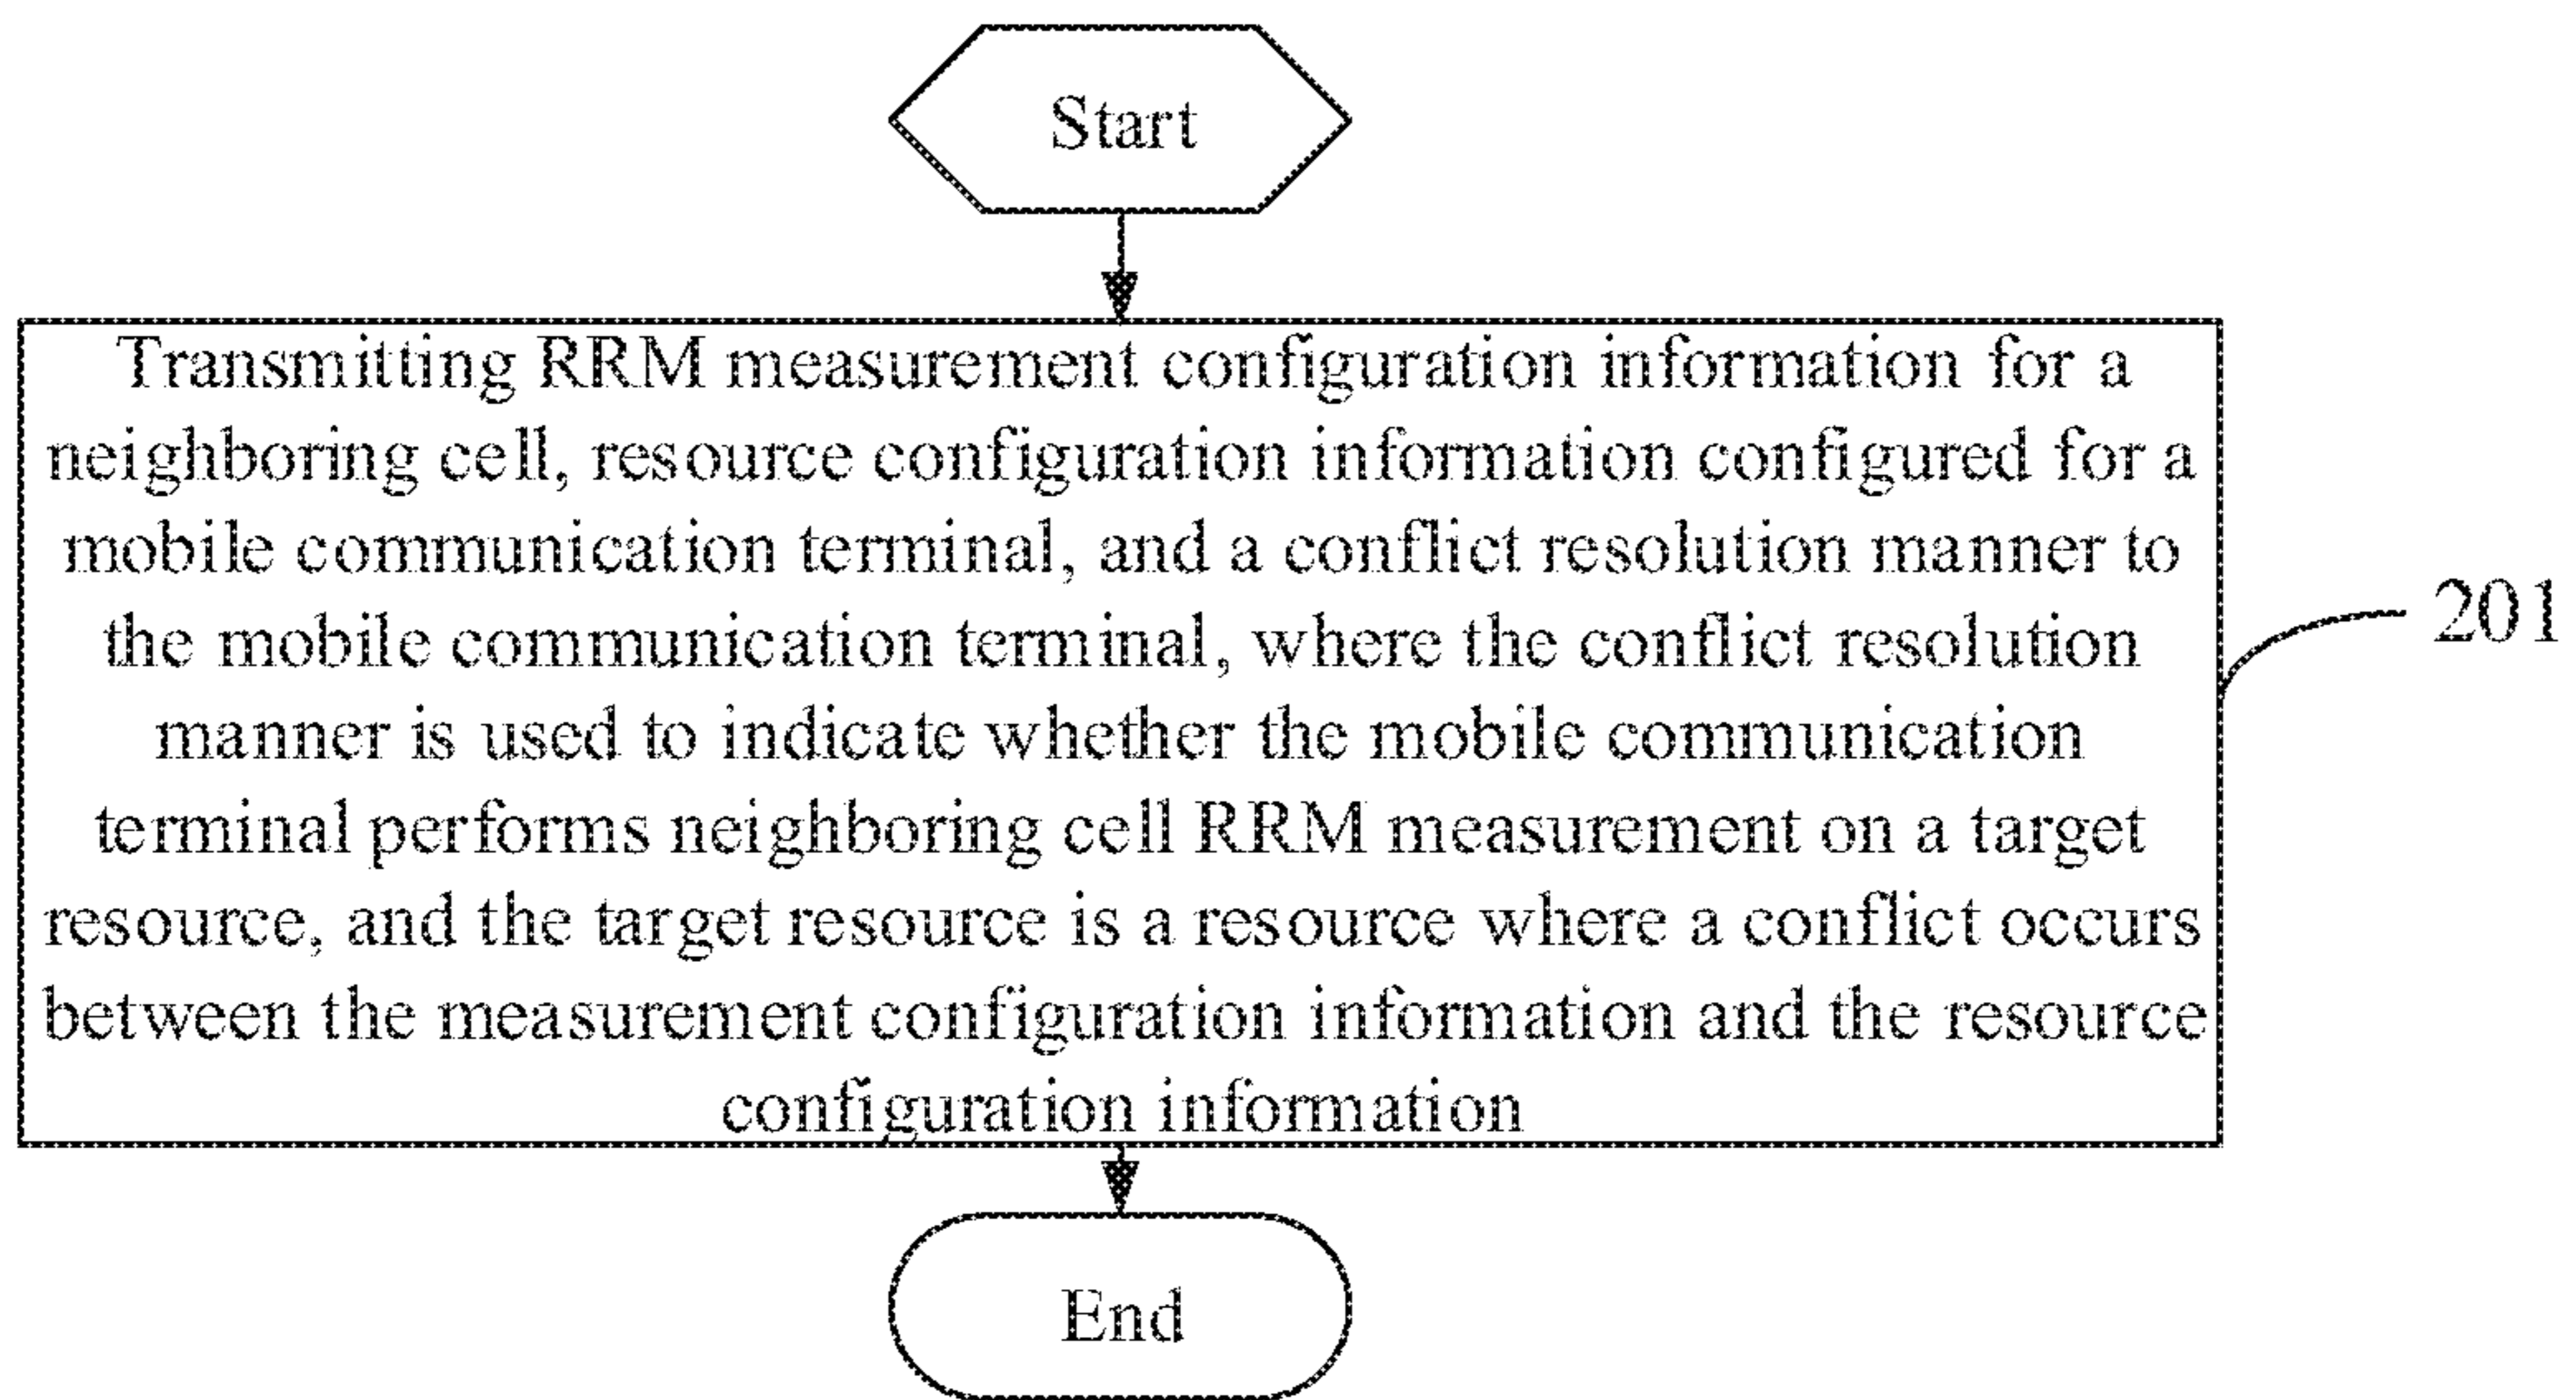 Start
Transmitting RRM measurement configuration information for a
neighboring cell, resource configuration information configured for a
mobile communication terminal, and a conflict resolution manner to
the mobile communication terminal, where the conflict resolution
manner is used to indicate whether the mobile communication
terminal performs neighboring cell RRM measurement on a target
resource, and the target resource is a resource where a conflict occurs
between the measurement configuration information and the resource
configuration information
201
End